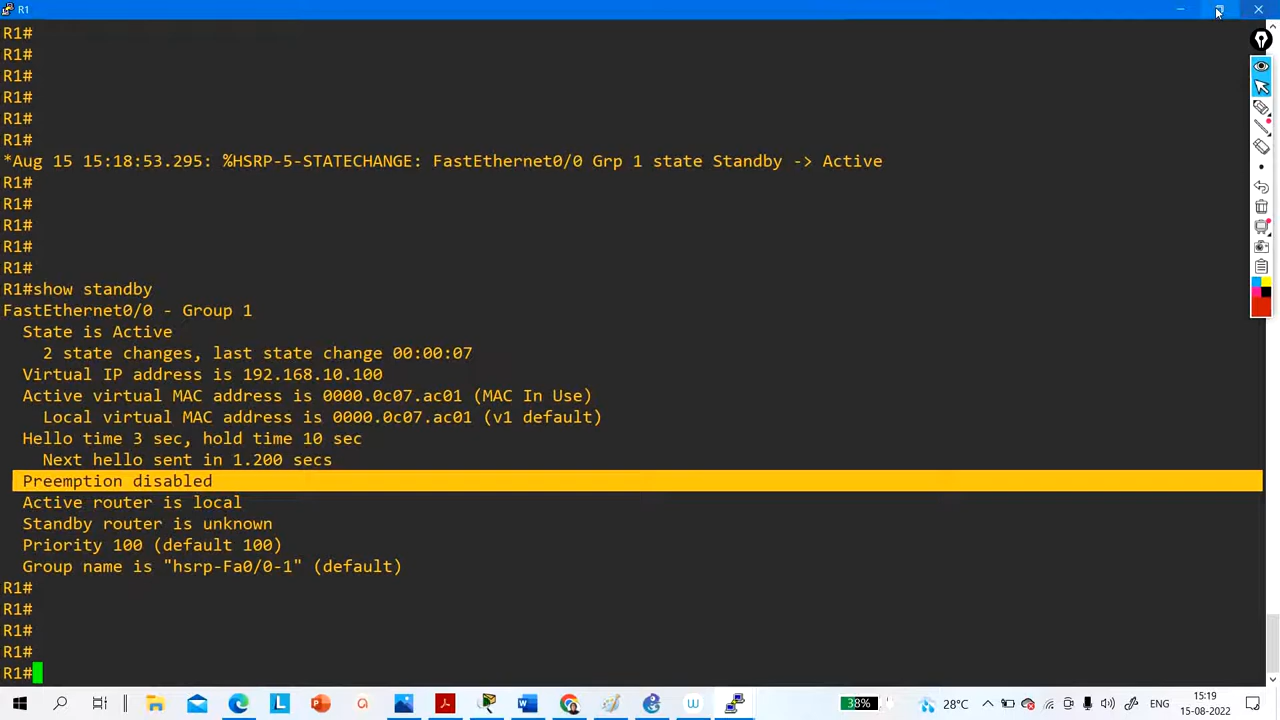 R1
R1#
R1#
R1#
R1#
R1#
R1#
*Aug 15 15:18:53.295: %HSRP-5-STATECHANGE: FastEthernet0/0 Grp 1 state Standby -> Active
R1#
R1#
R1#
R1#
R1#
R1#show standby
FastEthernet0/0 - Group 1
State is Active
2 state changes, last state change 00:00:07
Virtual IP address is 192.168.10.100
Active virtual MAC address is 0000.0c07.ac01 (MAC In Use)
Local virtual MAC address is 0000.0c07.ac01 (v1 default)
Hello time 3 sec, hold time 10 sec
Next hello sent in 1.200 secs
Preemption disabled
Active router is local
Standby router is unknown
Priority 100 (default 100)
Group name is "hsrp-Fa0/0-1" (default)
R1#
R1#
R1#
R1#
R1#
38%
28°C
ENG
15:19
15-08-2022